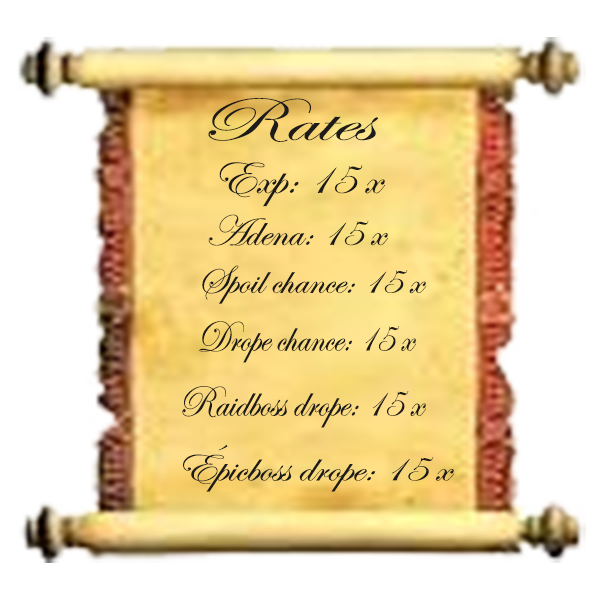 Rates
Exp: 15 x
Adena: 15 x
Spoil chance: 15 x
Drope chance: 15 x
Raidboss drope: 15 x
Épicboss drope: 15 x